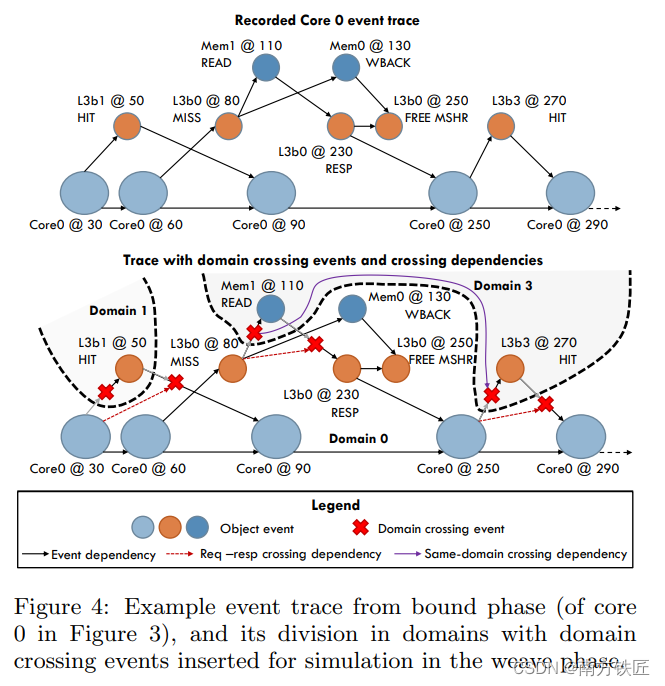 Recorded Core 0 event trace
Mem1 @ 110
READ
Mem0 @ 130
WBACK
L3b1 @ 50
HIT
L3b0 @ 80
MISS
L3b0 @ 250
FREE MSHR
L3b3 @ 270
HIT
L3b0 @ 230
RESP
Core0 @ 30
Core0 @ 60
Core0 @ 90
Core0 @ 250
Core0 @ 290
Trace with domain crossing events and crossing dependencies
Mem1 @ 110
READ
Mem0 @ 130
WBACK
Domain 1
Domain 3
L3b1 @ 50
HIT
L3b0 @ 80
MISS
L3b0 @ 250
FREE MSHR
L3b3 @ 270
HIT
L3b0 @ 230
RESP
Domain 0
Core0 @ 30
Core0 @ 60
Core0 @ 90
Core0 @ 250
Core0 @ 290
Legend
Object event
Domain crossing event
Event dependency
Req –resp crossing dependency
Same-domain crossing dependency
Figure 4: Example event trace from bound phase (of core
0 in Figure 3), and its division in domains with domain
crossing events inserted for simulation in the weave phase.
CSDN @南方铁匠